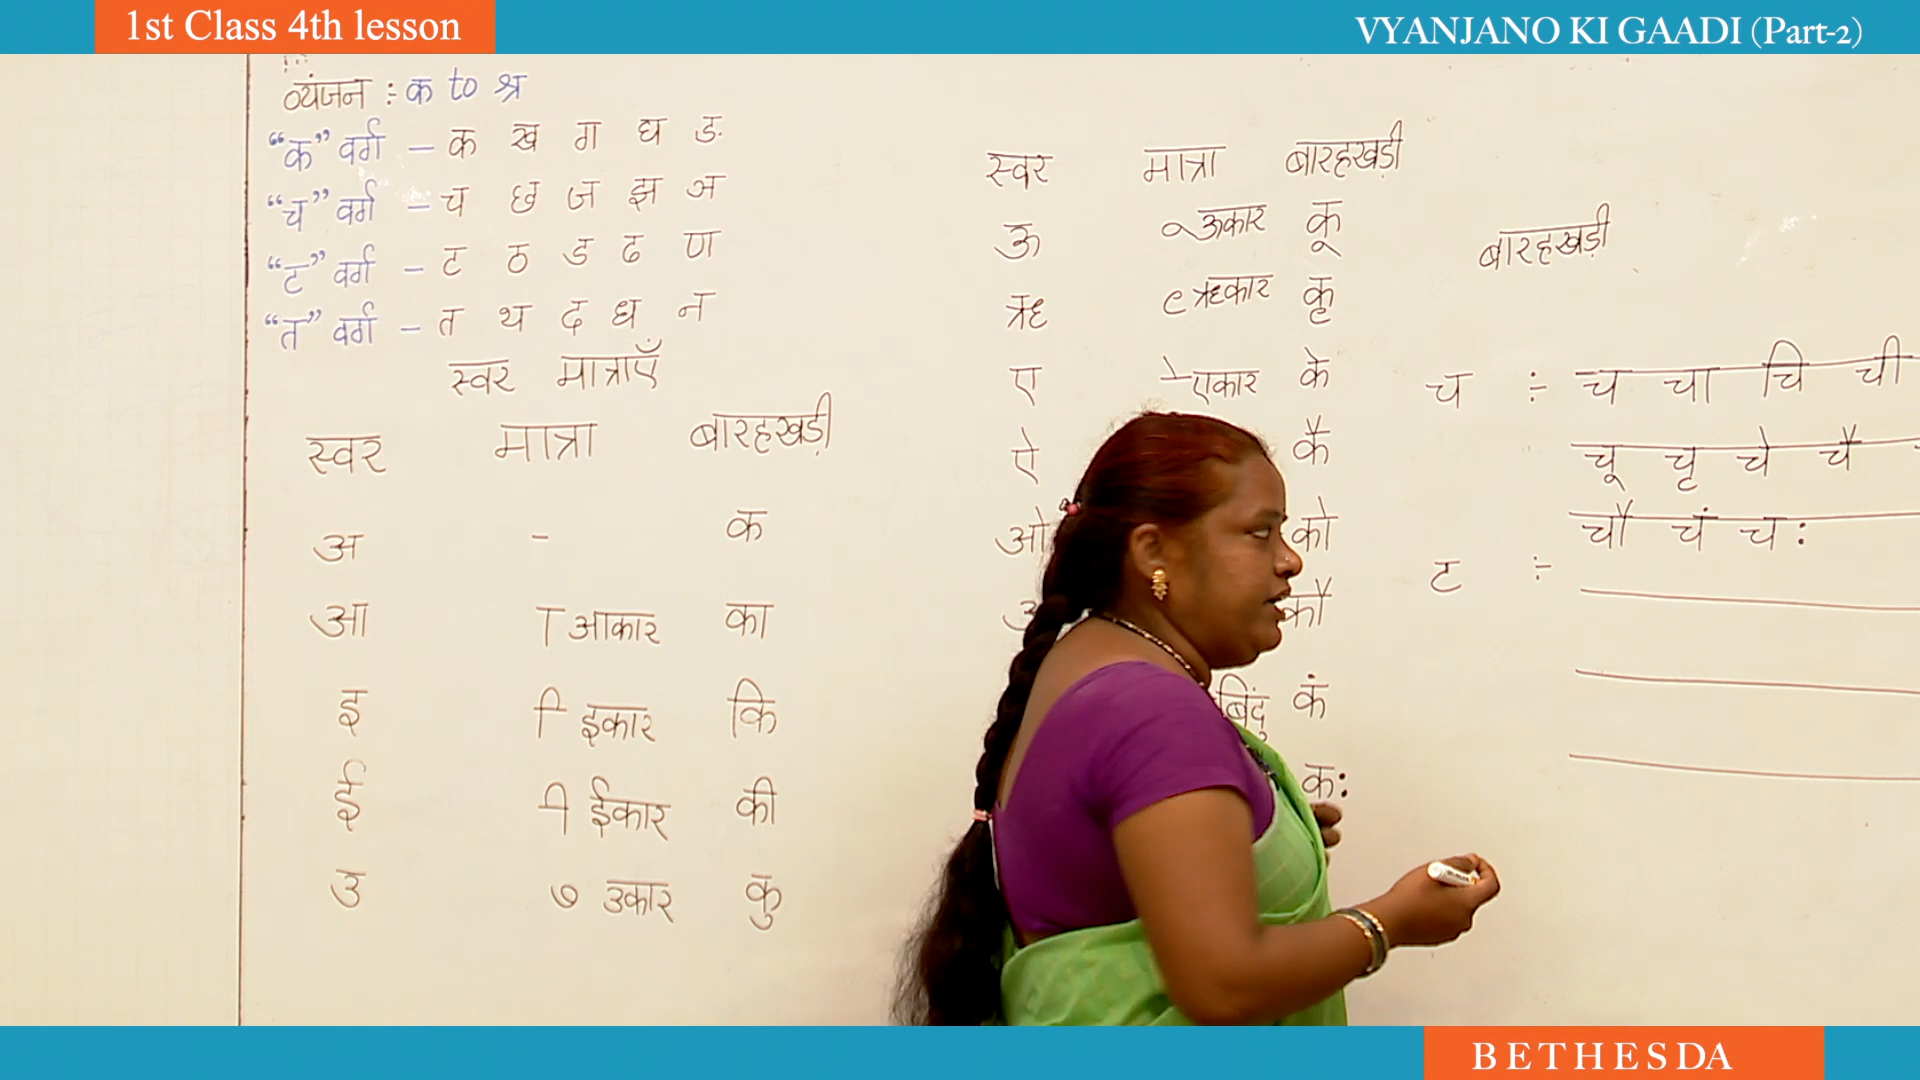 1st Class 4th lesson
VYANJANO KI GAADI (Part-2)
व्यंजन :- क to श्र
“क” वर्ग – क ख ग घ ङ
“च” वर्ग – च छ ज झ ञ
“ट” वर्ग – ट ठ ड ढ ण
“त” वर्ग – त थ द ध न
स्वर मात्राएँ
स्वर मात्रा बारहखड़ी
अ - क
आ ा आकार का
इ ि इकार कि
ई ी ईकार की
उ ु उकार कु
स्वर मात्रा बारहखड़ी
ऊ ू ऊकार कू
ऋ ृ ऋकार कृ
ए े एकार के
ऐ कै
ओ को
कौ
बिंदु कं
क:
बारहखड़ी
च :- च चा चि ची
चू चृ चे चै
चौ चं च:
ट :-
BETHESDA